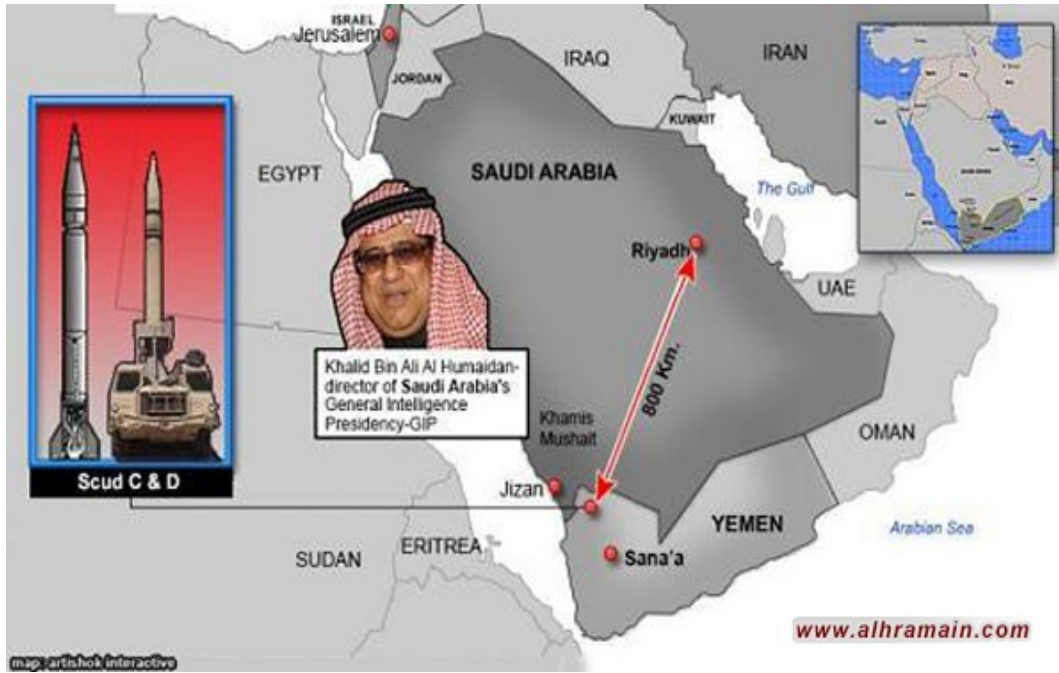 ISRAEL
Jerusalem
JORDAN
IRAQ
IRAN
KUWAIT
EGYPT
SAUDI ARABIA
The Gulf
Riyadh
UAE
800 Km.
Khalid Bin Ali Al Humaidan-
director of Saudi Arabia's
General Intelligence
Presidency-GIP
Khamis
Mushait
OMAN
Scud C & D
Jizan
YEMEN
Arabian Sea
SUDAN
ERITREA
Sana'a
www.alhramain.com
map: artishok interactive